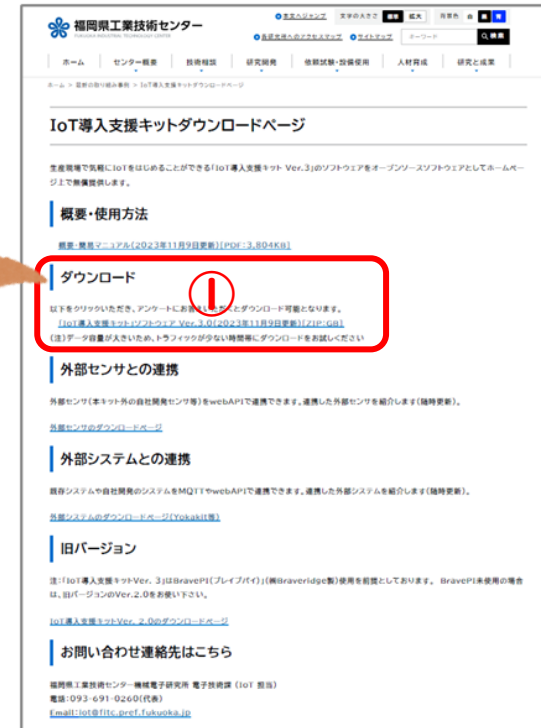 福岡県工業技術センター
FUKUOKA INDUSTRIAL TECHNOLOGY CENTER
本文へジャンプ 文字の大きさ 標準 拡大 背景色 白 黒 青
各研究所へのアクセスマップ サイトマップ キーワード 検索
ホーム センター概要 技術相談 研究開発 依頼試験・設備使用 人材育成 研究と成果
ホーム > 最新の取り組み事例 > IoT導入支援キットダウンロードページ
IoT導入支援キットダウンロードページ
生産現場で気軽にIoTをはじめることができる「IoT導入支援キット Ver.3」のソフトウェアをオープンソースソフトウェアとしてホームペー
ジ上で無償提供します。
概要・使用方法
概要・簡易マニュアル(2023年11月9日更新)[PDF:3,804KB]
ダウンロード
①
以下をクリックいただき、アンケートにお答えいただくとダウンロード可能となります。
「IoT導入支援キット」ソフトウェア Ver.3.0(2023年11月9日更新)[ZIP:GB]
(注)データ容量が大きいため、トラフィックが少ない時間帯にダウンロードをお試しください
外部センサとの連携
外部センサ(本キット外の自社開発センサ等)をwebAPIで連携できます。連携した外部センサを紹介します(随時更新)。
外部センサのダウンロードページ
外部システムとの連携
既存システムや自社開発のシステムをMQTTやwebAPIで連携できます。連携した外部システムを紹介します(随時更新)。
外部システムのダウンロードページ(Yokakit等)
旧バージョン
注:「IoT導入支援キットVer. 3」はBravePI(ブレイブパイ)」(㈱Braveridge製)使用を前提としております。 BravePI未使用の場合
は、旧バージョンのVer.2.0をお使い下さい。
IoT導入支援キットVer. 2.0のダウンロードページ
お問い合わせ連絡先はこちら
福岡県工業技術センター機械電子研究所 電子技術課 (IoT 担当)
電話:093-691-0260(代表)
Email:iot@fitc.pref.fukuoka.jp